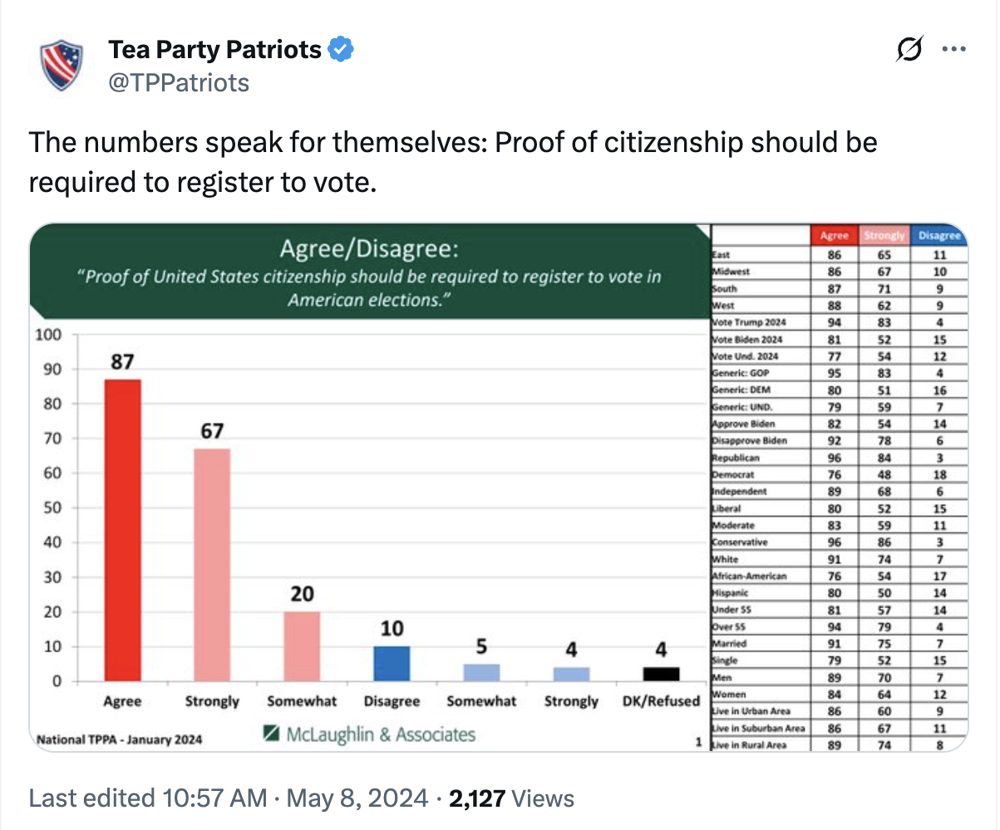 Tea Party Patriots
@TPPatriots
The numbers speak for themselves: Proof of citizenship should be
required to register to vote.
Agree/Disagree:
“Proof of United States citizenship should be required to register to vote in
American elections.”
100
90
80
70
60
50
40
30
20
10
0
87
67
20
10
5
4
4
Agree Strongly Somewhat Disagree Somewhat Strongly DK/Refused
National TPPA - January 2024
McLaughlin & Associates
1
Agree Strongly Disagree
East 86 65 11
Midwest 86 67 10
South 87 71 9
West 88 62 9
Vote Trump 2024 94 83 4
Vote Biden 2024 81 52 15
Vote Und. 2024 77 54 12
Generic: GOP 95 83 4
Generic: DEM 80 51 16
Generic: UND. 79 59 7
Approve Biden 82 54 14
Disapprove Biden 92 78 6
Republican 96 84 3
Democrat 76 48 18
Independent 89 68 6
Liberal 80 52 15
Moderate 83 59 11
Conservative 96 86 3
White 91 74 7
African-American 76 54 17
Hispanic 80 50 14
Under 55 81 57 14
Over 55 94 79 4
Married 91 75 7
Single 79 52 15
Men 89 70 7
Women 84 64 12
Live in Urban Area 86 60 9
Live in Suburban Area 86 67 11
Live in Rural Area 89 74 8
Last edited 10:57 AM · May 8, 2024 · 2,127 Views